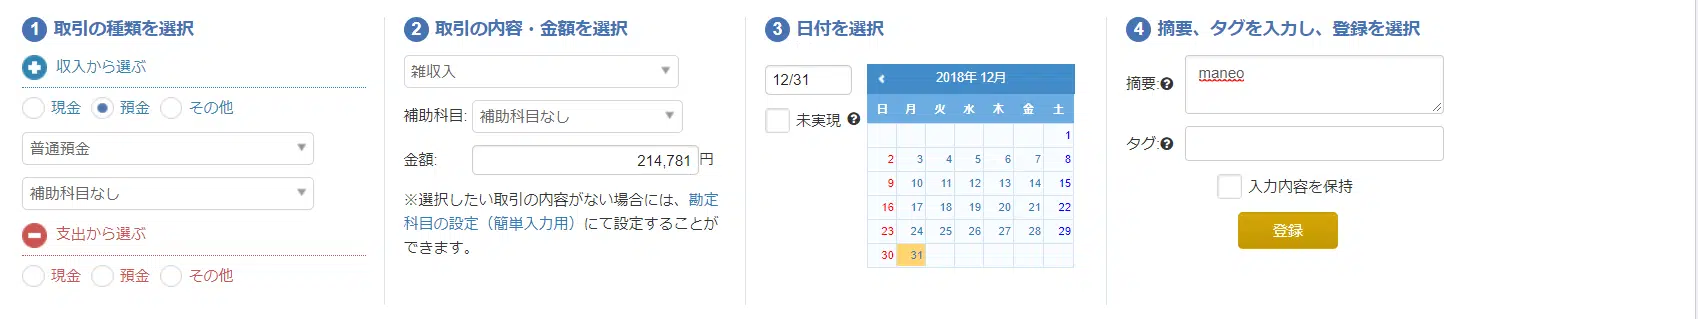 1 取引の種類を選択
収入から選ぶ
現金 預金 その他
普通預金
補助科目なし
支出から選ぶ
現金 預金 その他
2 取引の内容・金額を選択
雑収入
補助科目: 補助科目なし
金額: 214,781 円
※選択したい取引の内容がない場合には、勘定
科目の設定（簡単入力用）にて設定することが
できます。
3 日付を選択
12/31
未実現 ?
2018年 12月
日 月 火 水 木 金 土
1
2 3 4 5 6 7 8
9 10 11 12 13 14 15
16 17 18 19 20 21 22
23 24 25 26 27 28 29
30 31
4 摘要、タグを入力し、登録を選択
摘要:? maneo
タグ:?
入力内容を保持
登録